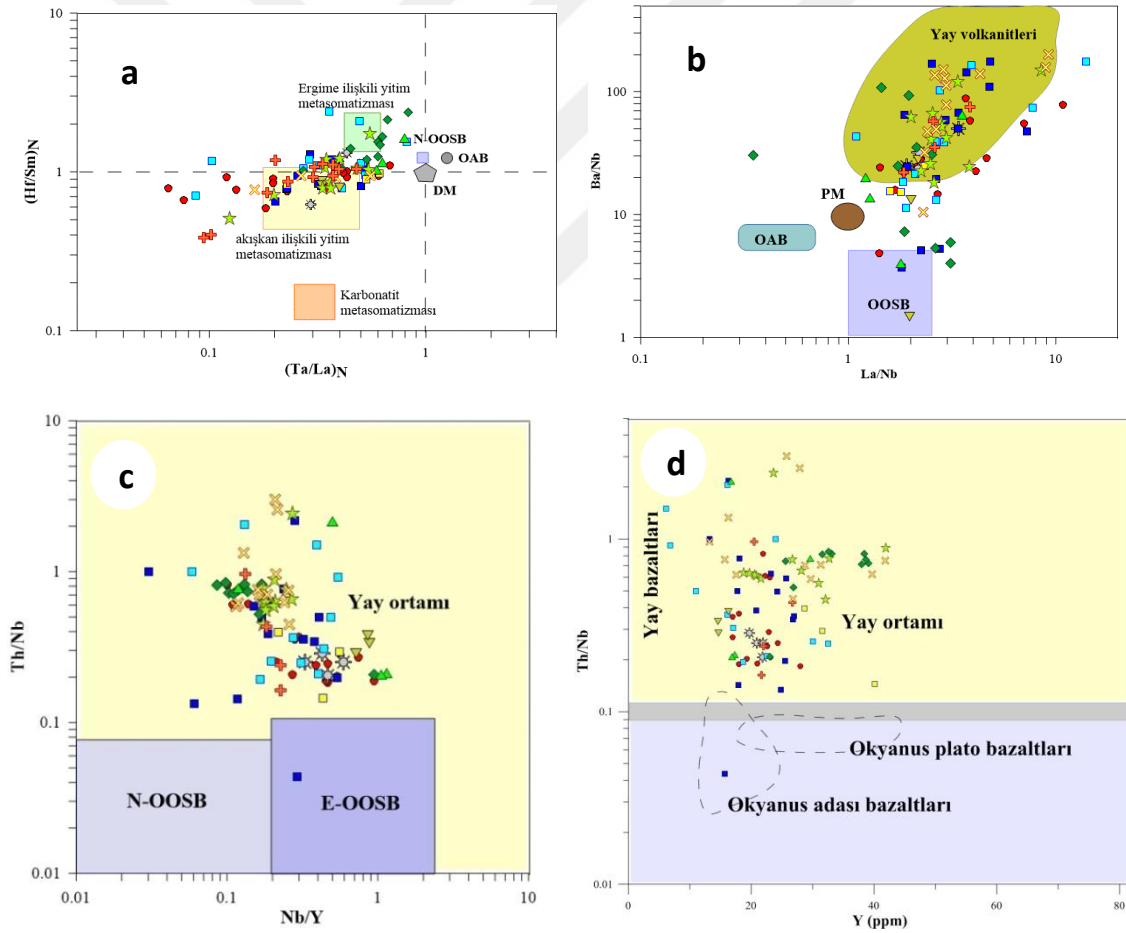 a
10
1
0.1
(Hf/Sm)N
Ergime ilişkili yitim
metasomatizması
N-OOSB
OAB
DM
akışkan ilişkili yitim
metasomatizması
Karbonatit
metasomatizması
0.1
1
(Ta/La)N
b
Yay volkanitleri
100
10
1
Ba/Nb
PM
OAB
OOSB
0.1
1
10
La/Nb
c
10
1
0.1
0.01
Th/Nb
Yay ortamı
N-OOSB
E-OOSB
0.01
0.1
1
10
Nb/Y
d
1
0.1
0.01
Th/Nb
Yay bazaltları
Yay ortamı
Okyanus plato bazaltları
Okyanus adası bazaltları
0
20
40
60
80
Y (ppm)